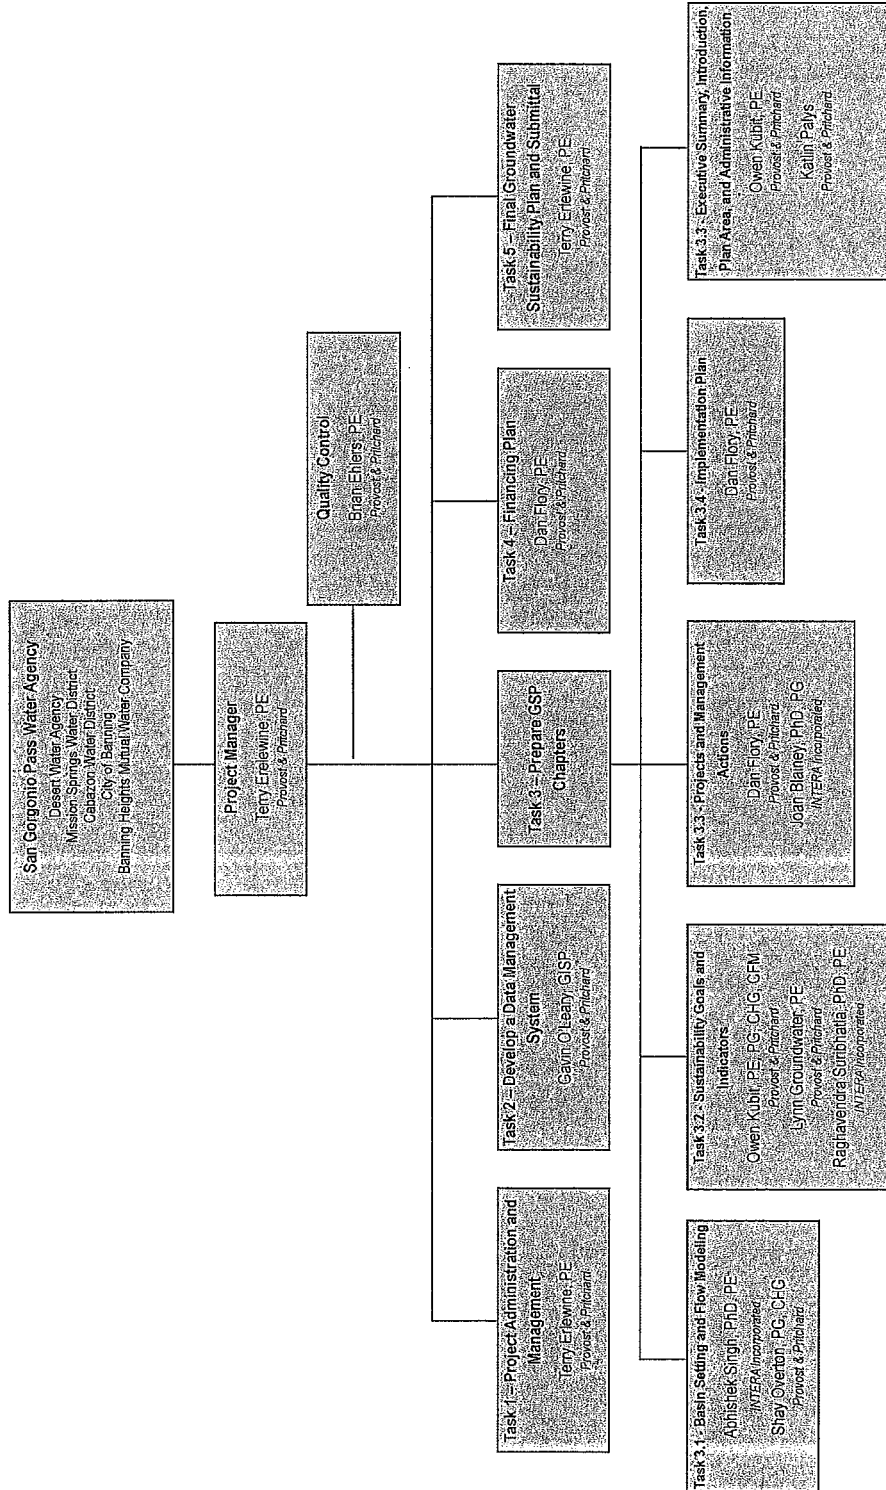 San Gorgonio Pass Water Agency
Desert Water Agency
Mission Springs Water District
Cabazon Water District
City of Banning
Banning Heights Mutual Water Company
Project Manager
Terry Erelewine, PE
Provost & Pritchard
Quality Control
Brian Ehlers, PE
Provost & Pritchard
Task 1 – Project Administration and
Management
Terry Erlewine, PE
Provost & Pritchard
Task 2 – Develop a Data Management
System
Gavin O'Leary, GISP
Provost & Pritchard
Task 3 – Prepare GSP
Chapters
Task 4 – Financing Plan
Dan Flory, PE
Provost & Pritchard
Task 5 – Final Groundwater
Sustainability Plan and Submittal
Terry Erlewine, PE
Provost & Pritchard
Task 3.1 - Basin Setting and Flow Modeling
Abhishek Singh, PhD, PE
INTERA Incorporated
Shay Overton, PG, CHG
Provost & Pritchard
Task 3.2 - Sustainability Goals and
Indicators
Owen Kubit, PE, PG, CHG, CFM
Provost & Pritchard
Lynn Groundwater, PE
Provost & Pritchard
Raghavendra Suribhatla, PhD, PE
INTERA Incorporated
Task 3.3 - Projects and Management
Actions
Dan Flory, PE
Provost & Pritchard
Joan Blainey, PhD, PG
INTERA Incorporated
Task 3.4 - Implementation Plan
Dan Flory, PE
Provost & Pritchard
Task 3.3 - Executive Summary, Introduction,
Plan Area, and Administrative Information
Owen Kubit, PE
Provost & Pritchard
Katlin Palys
Provost & Pritchard